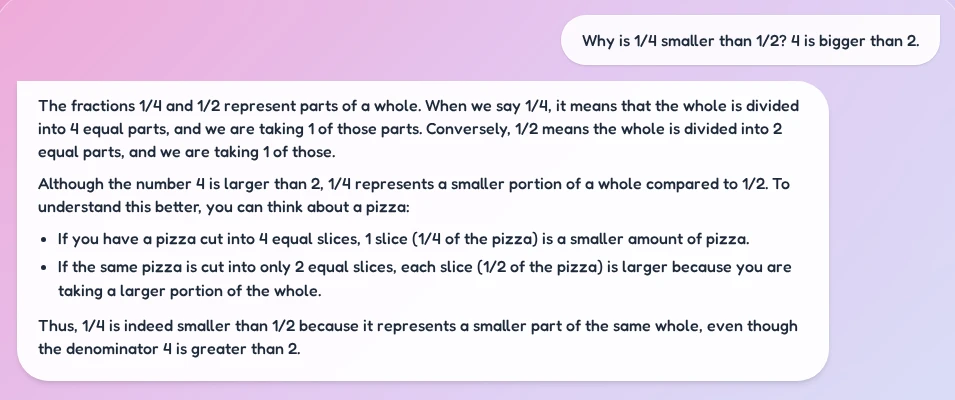 Why is 1/4 smaller than 1/2? 4 is bigger than 2.
The fractions 1/4 and 1/2 represent parts of a whole. When we say 1/4, it means that the whole is divided
into 4 equal parts, and we are taking 1 of those parts. Conversely, 1/2 means the whole is divided into 2
equal parts, and we are taking 1 of those.
Although the number 4 is larger than 2, 1/4 represents a smaller portion of a whole compared to 1/2. To
understand this better, you can think about a pizza:
• If you have a pizza cut into 4 equal slices, 1 slice (1/4 of the pizza) is a smaller amount of pizza.
• If the same pizza is cut into only 2 equal slices, each slice (1/2 of the pizza) is larger because you are
taking a larger portion of the whole.
Thus, 1/4 is indeed smaller than 1/2 because it represents a smaller part of the same whole, even though
the denominator 4 is greater than 2.